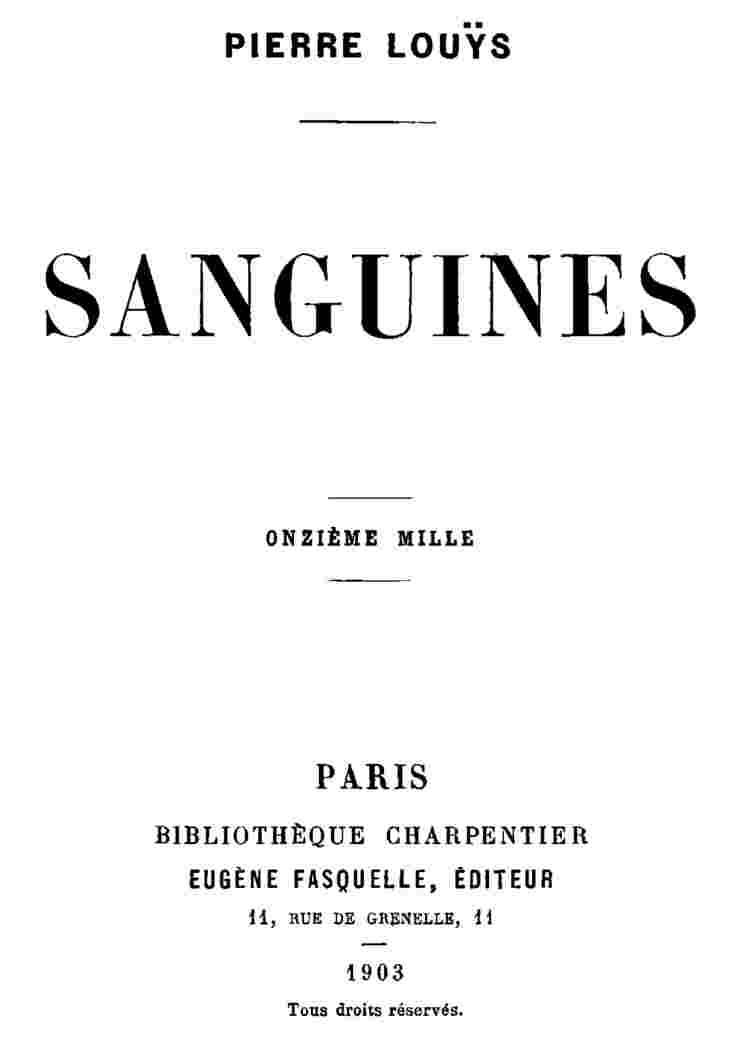 PIERRE LOUŸS
SANGUINES
ONZIÈME MILLE
PARIS
BIBLIOTHÈQUE CHARPENTIER
EUGÈNE FASQUELLE, ÉDITEUR
11, RUE DE GRENELLE, 11
1903
Tous droits réservés.